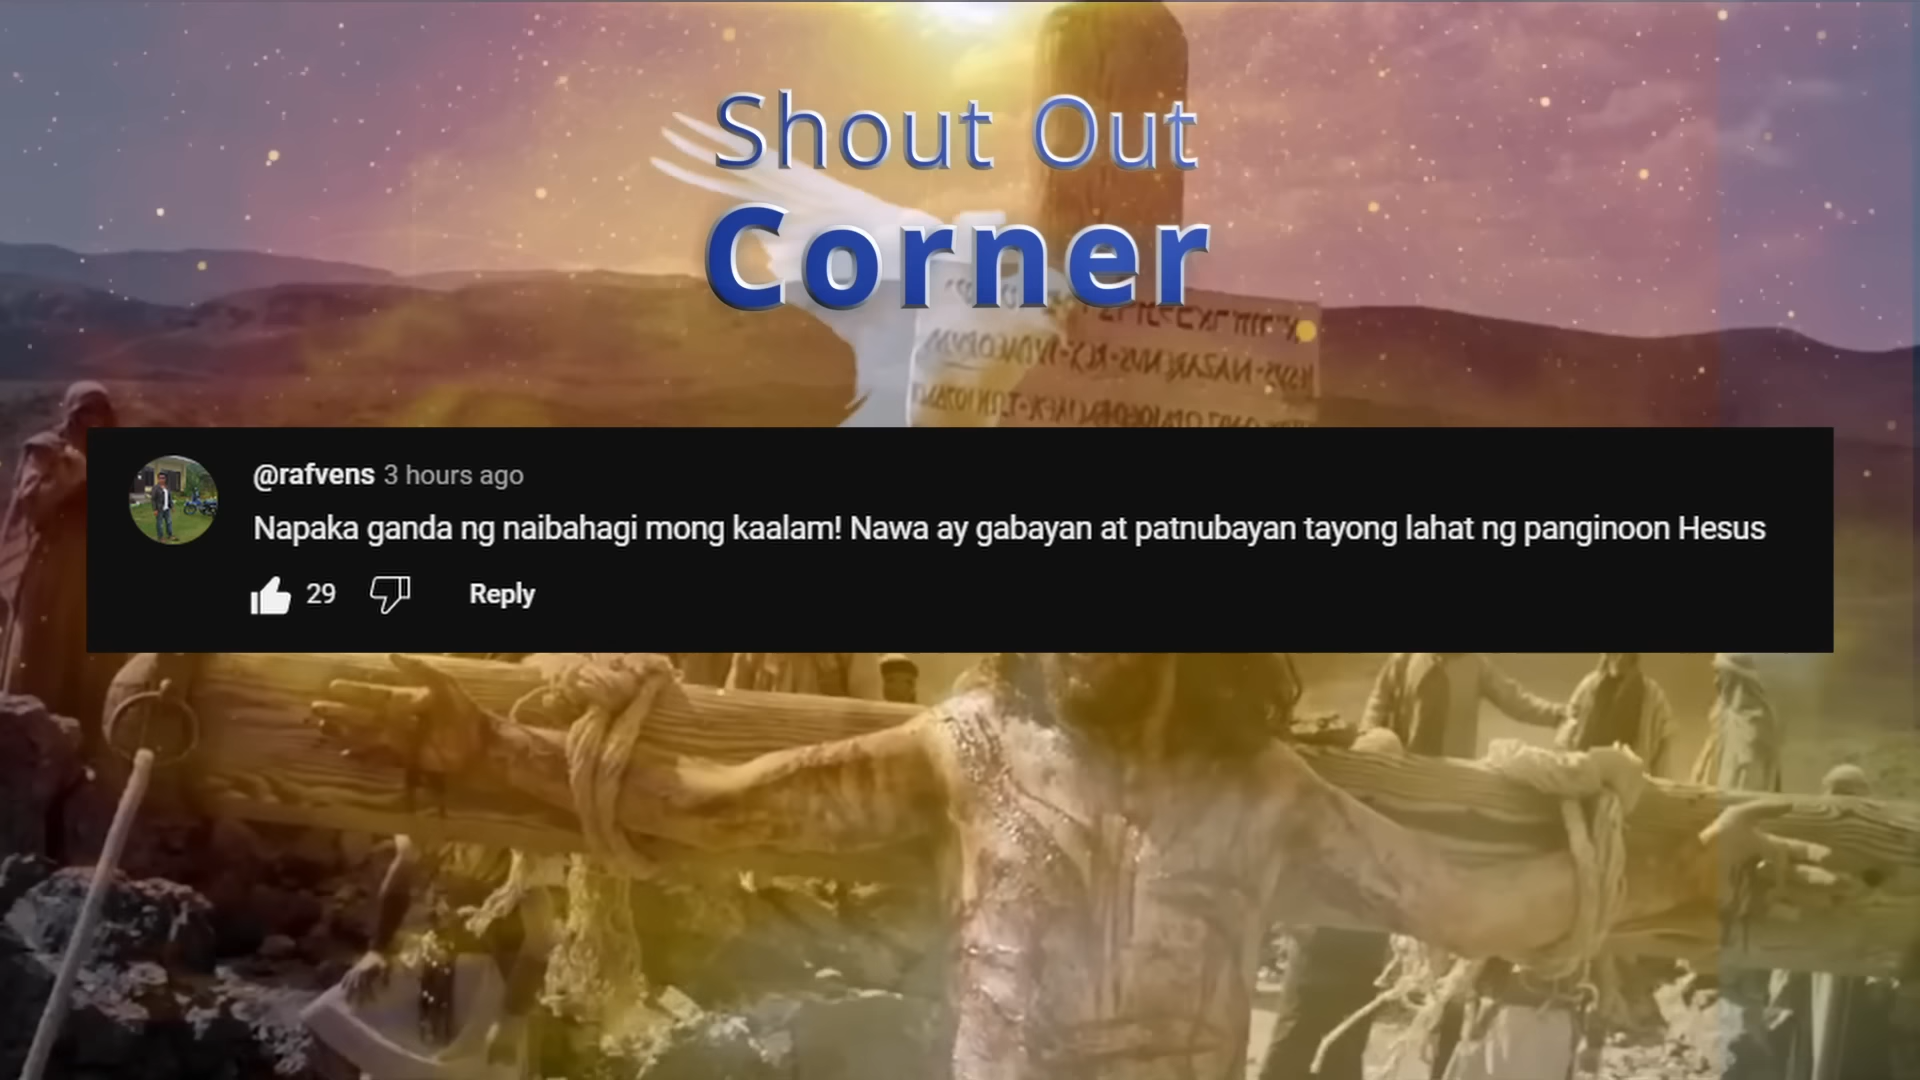 Shout Out
Corner
@rafvens 3 hours ago
Napaka ganda ng naibahagi mong kaalam! Nawa ay gabayan at patnubayan tayong lahat ng panginoon Hesus
29 Reply